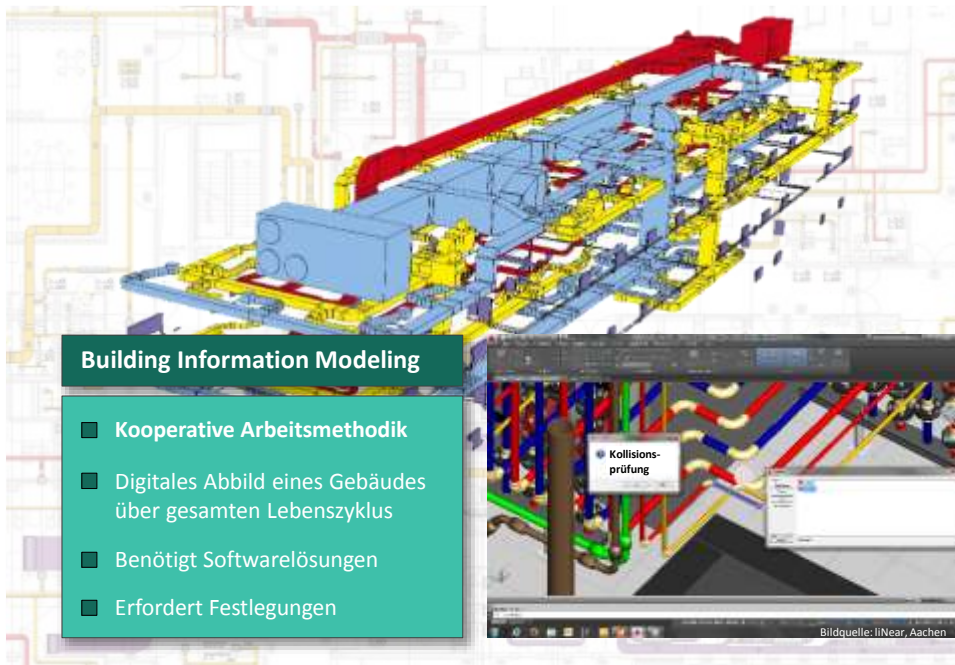 Building Information Modeling
Kooperative Arbeitsmethodik
Digitales Abbild eines Gebäudes
über gesamten Lebenszyklus
Benötigt Softwarelösungen
Erfordert Festlegungen
Kollisions-
prüfung
Bildquelle: liNear, Aachen